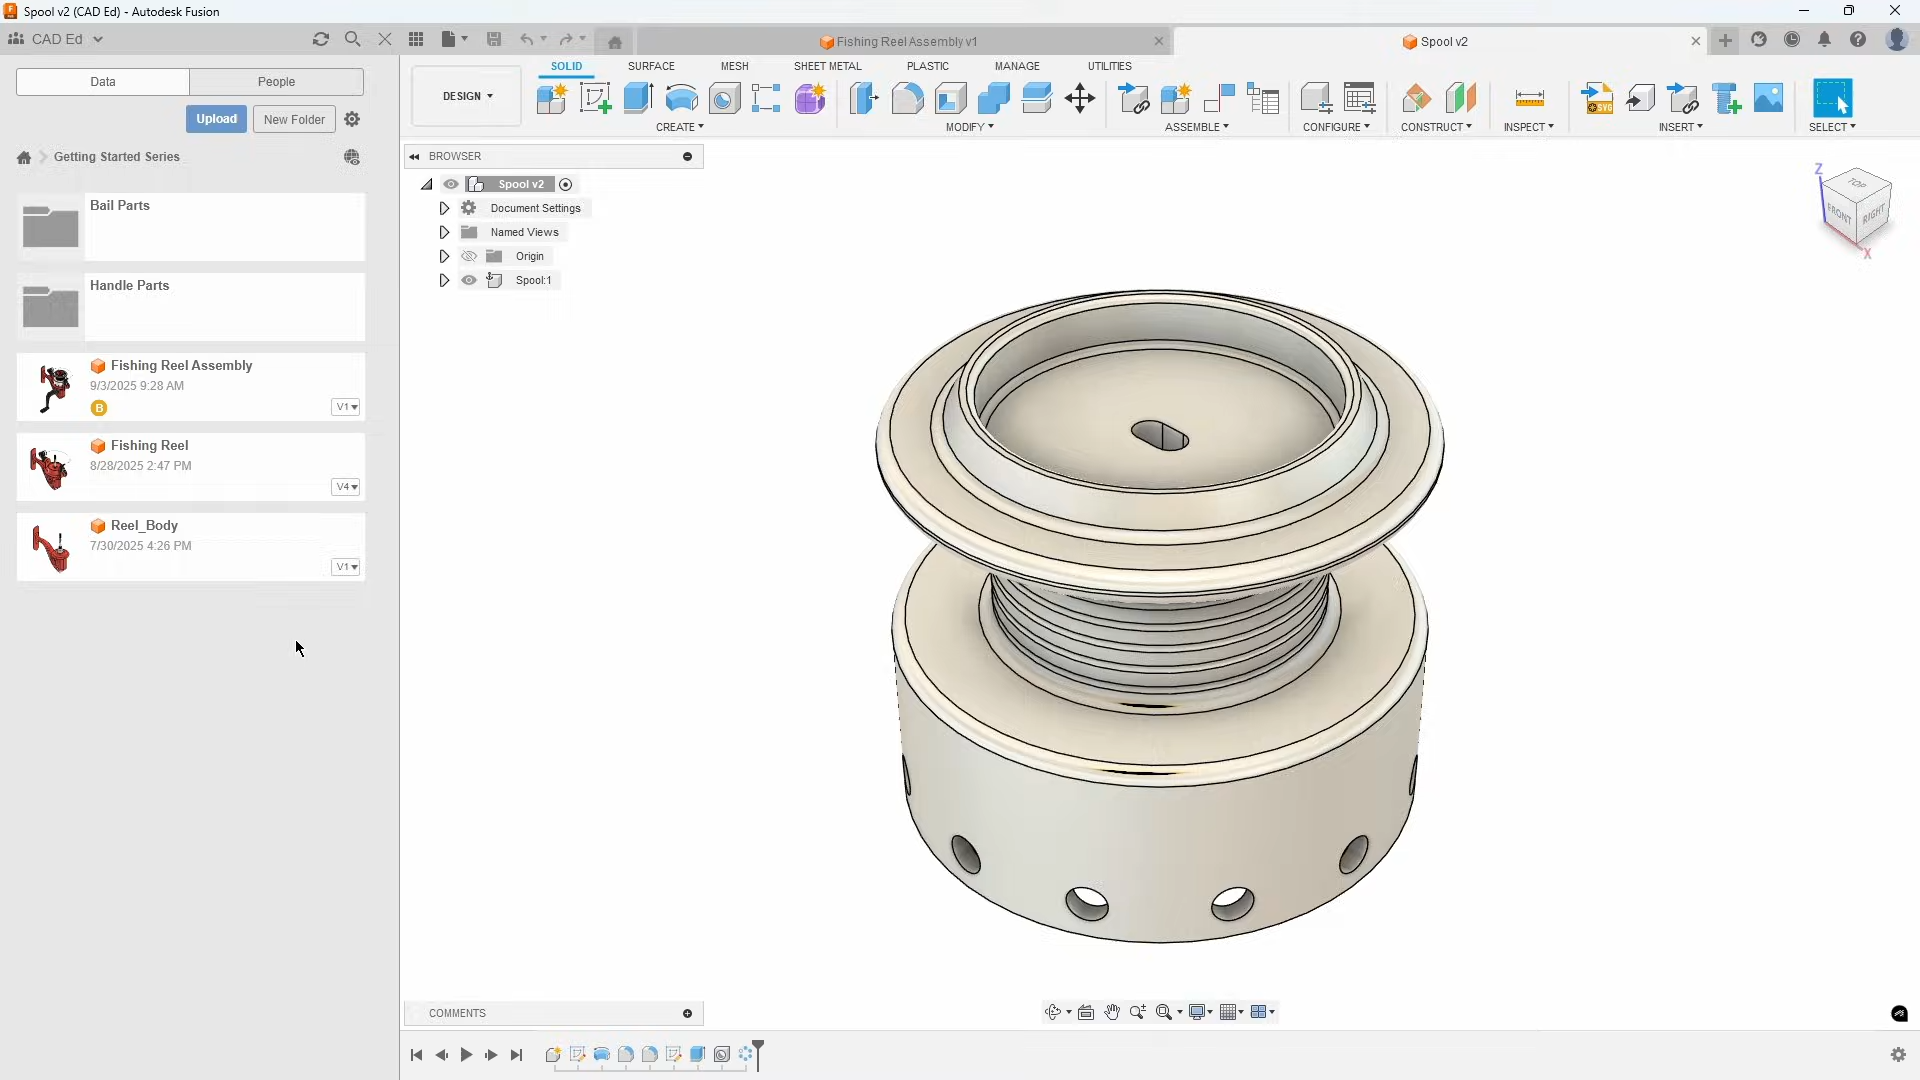 Spool v2 (CAD Ed) - Autodesk Fusion
CAD Ed
Fishing Reel Assembly v1
Spool v2
Data
People
Upload
New Folder
Getting Started Series
Bail Parts
Handle Parts
Fishing Reel Assembly
9/3/2025 9:28 AM
B
V1
Fishing Reel
8/28/2025 2:47 PM
V4
Reel_Body
7/30/2025 4:26 PM
V1
DESIGN
SOLID
SURFACE
MESH
SHEET METAL
PLASTIC
MANAGE
UTILITIES
CREATE
MODIFY
ASSEMBLE
CONFIGURE
CONSTRUCT
INSPECT
INSERT
SELECT
SVG
BROWSER
Spool v2
Document Settings
Named Views
Origin
Spool:1
Z
TOP
FRONT
RIGHT
X
COMMENTS